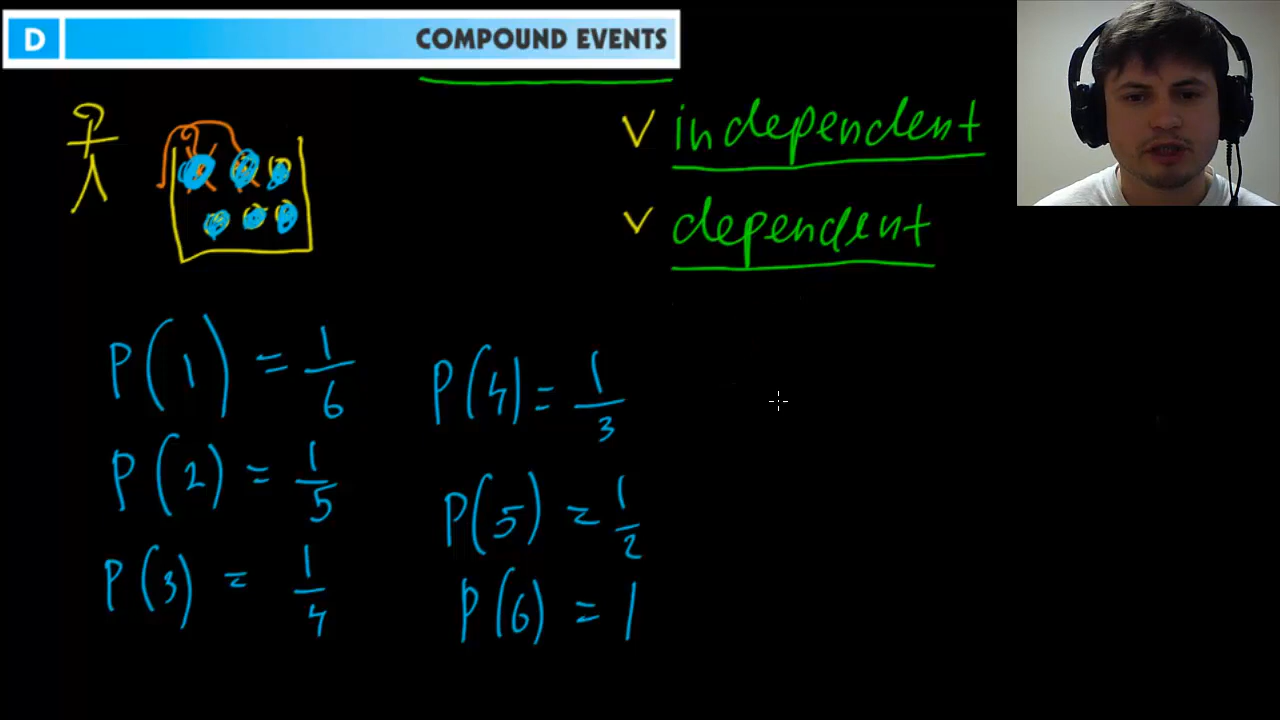 D COMPOUND EVENTS
V independent
V dependent
P(1) = 1/6
P(2) = 1/5
P(3) = 1/4
P(4) = 1/3
P(5) = 1/2
P(6) = 1